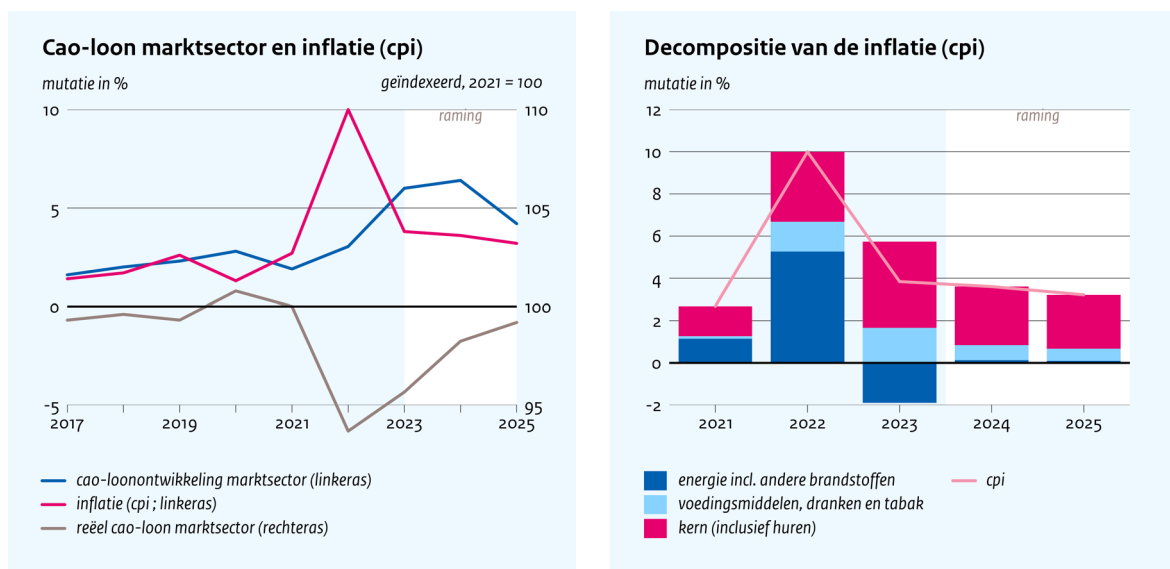 Cao-loon marktsector en inflatie (cpi)
mutatie in %
geïndexeerd, 2021 = 100
10
110
raming
5
105
0
100
-5
95
2017
2019
2021
2023
2025
cao-loonontwikkeling marktsector (linkeras)
inflatie (cpi ; linkeras)
reëel cao-loon marktsector (rechteras)
Decompositie van de inflatie (cpi)
mutatie in %
12
raming
10
8
6
4
2
0
-2
2021
2022
2023
2024
2025
energie incl. andere brandstoffen
cpi
voedingsmiddelen, dranken en tabak
kern (inclusief huren)